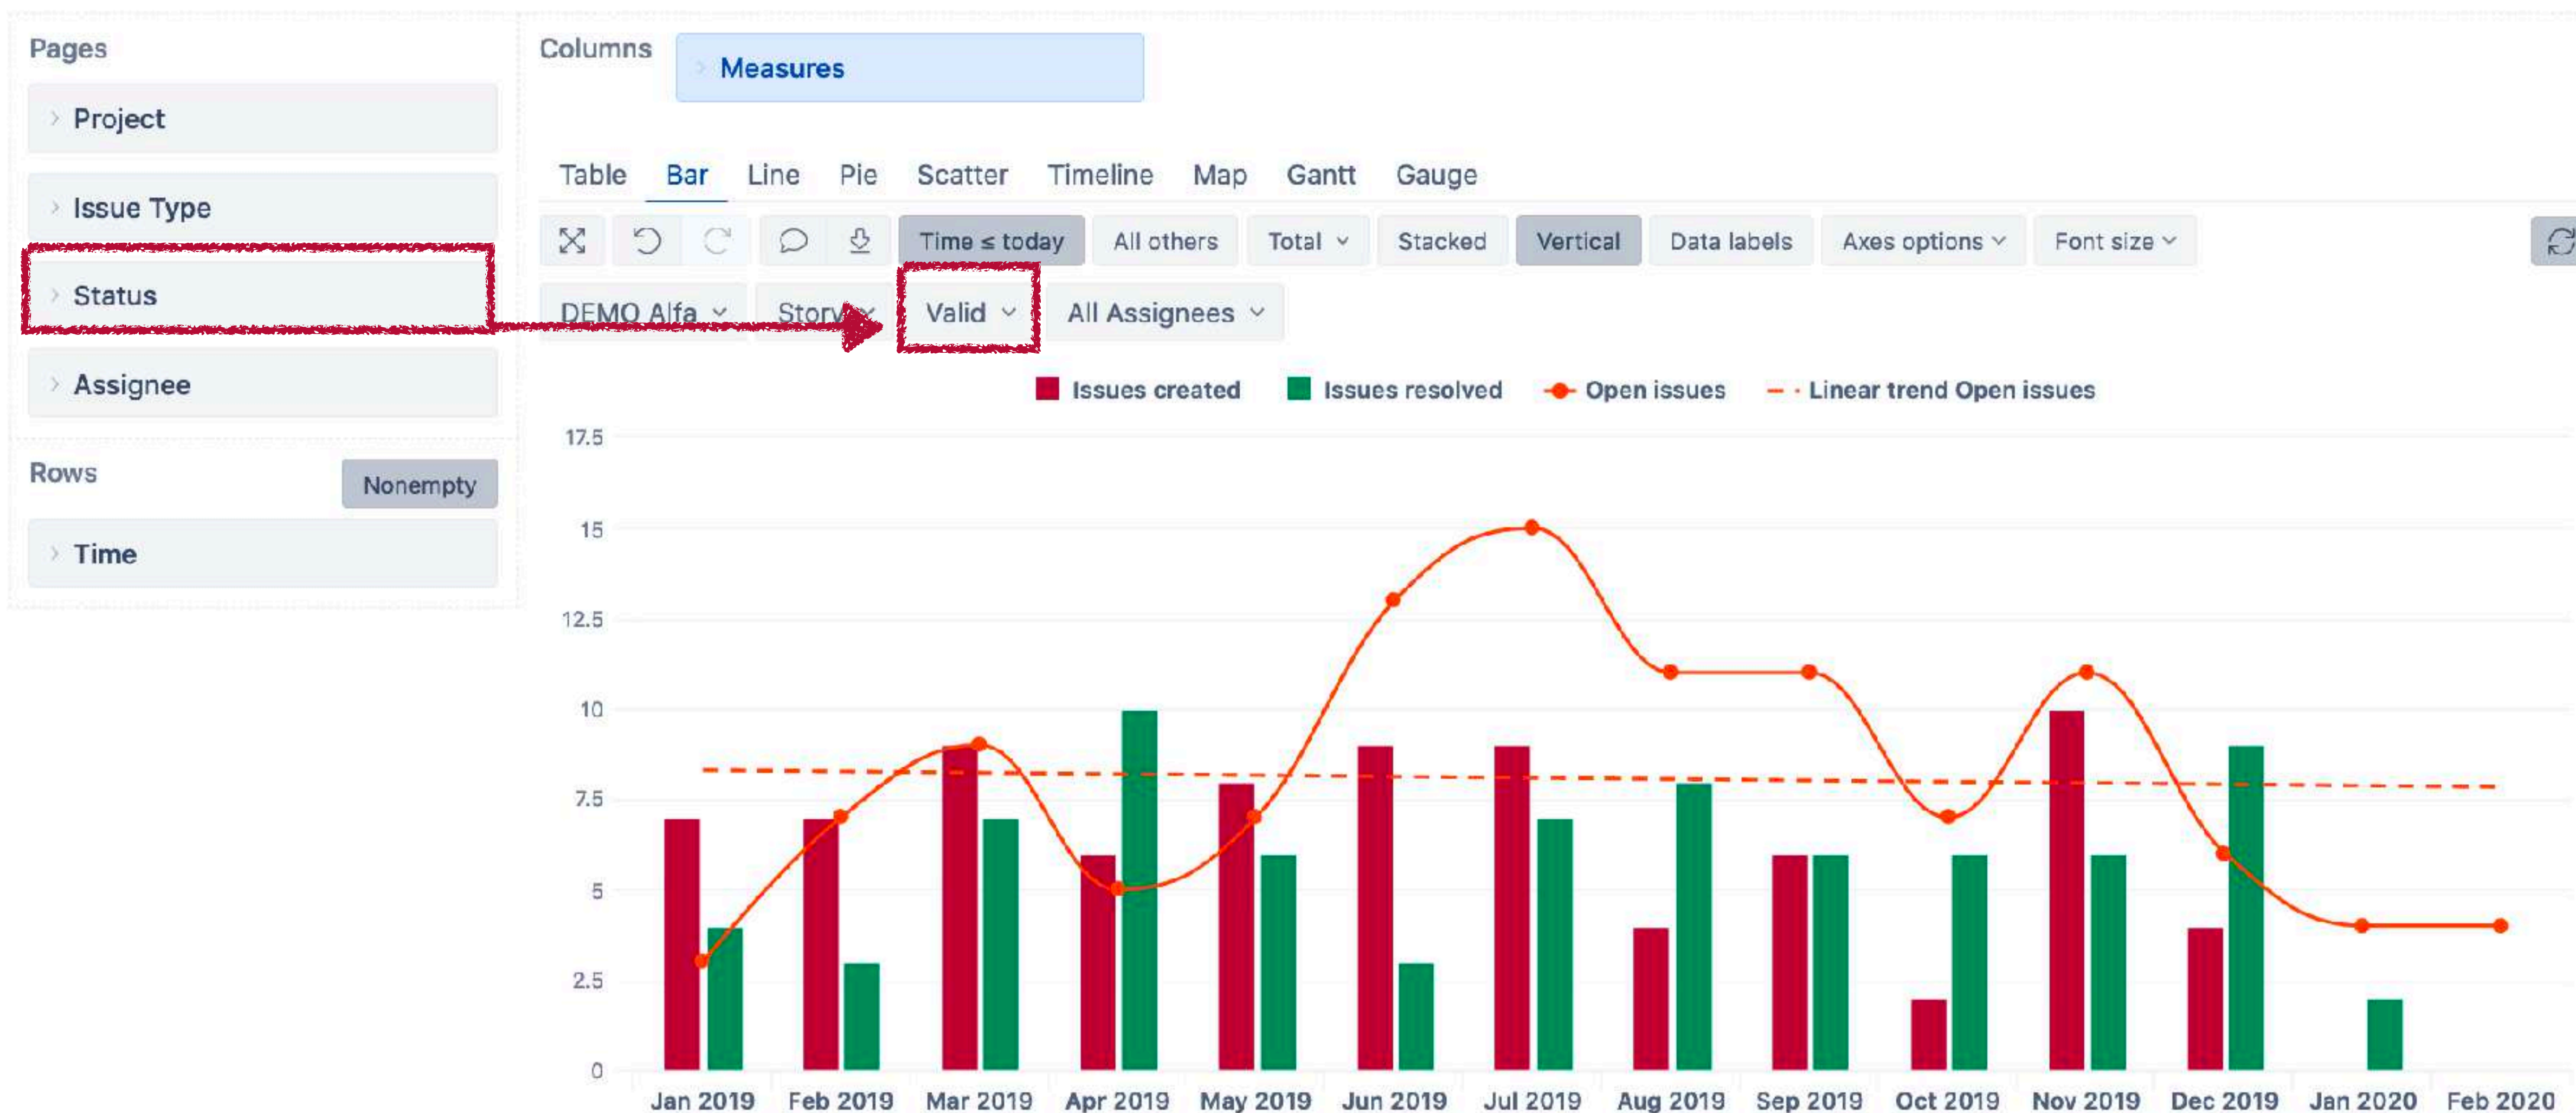 Pages
Project
Issue Type
Status
Assignee
Rows
Nonempty
Time
Columns
Measures
Table Bar Line Pie Scatter Timeline Map Gantt Gauge
Time ≤ today All others Total Stacked Vertical Data labels Axes options Font size
DEMO Alfa Story Valid All Assignees
Issues created Issues resolved Open issues Linear trend Open issues
17.5
15
12.5
10
7.5
5
2.5
0
Jan 2019 Feb 2019 Mar 2019 Apr 2019 May 2019 Jun 2019 Jul 2019 Aug 2019 Sep 2019 Oct 2019 Nov 2019 Dec 2019 Jan 2020 Feb 2020